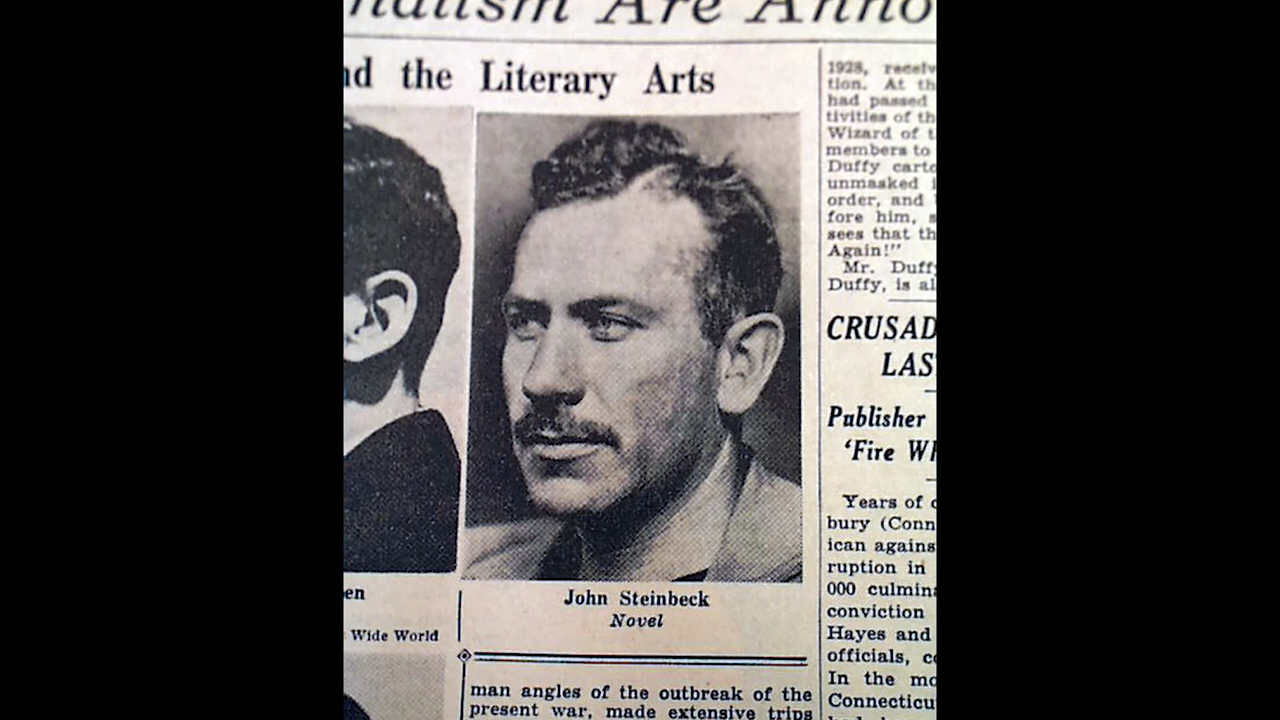 nalism Are Anno
nd the Literary Arts
en
Wide World
John Steinbeck
Novel
man angles of the outbreak of the
present war, made extensive trips
1928, receiv
tion. At th
had passed
tivities of th
Wizard of t
members to
Duffy carto
unmasked i
order, and
fore him, s
sees that th
Again!"
Mr. Duffy
Duffy, is al
CRUSAD
LAS
Publisher
'Fire Wh
Years of c
bury (Conn
ican agains
ruption in
000 culmina
conviction
Hayes and
officials, co
In the mo
Connecticu